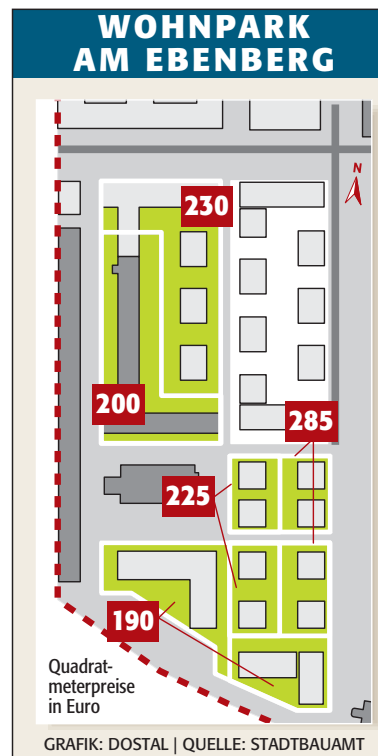 WOHNPARK
AM EBENBERG
N
230
200
285
225
190
Quadrat-
meterpreise
in Euro
GRAFIK: DOSTAL | QUELLE: STADTBAUAMT